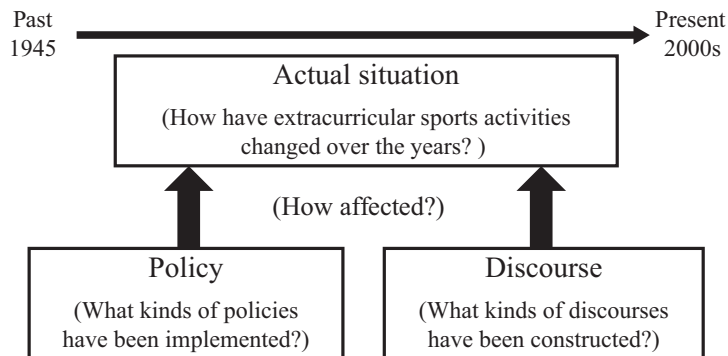 Past
1945
Present
2000s
Actual situation
(How have extracurricular sports activities
changed over the years? )
(How affected?)
Policy
(What kinds of policies
have been implemented?)
Discourse
(What kinds of discourses
have been constructed?)